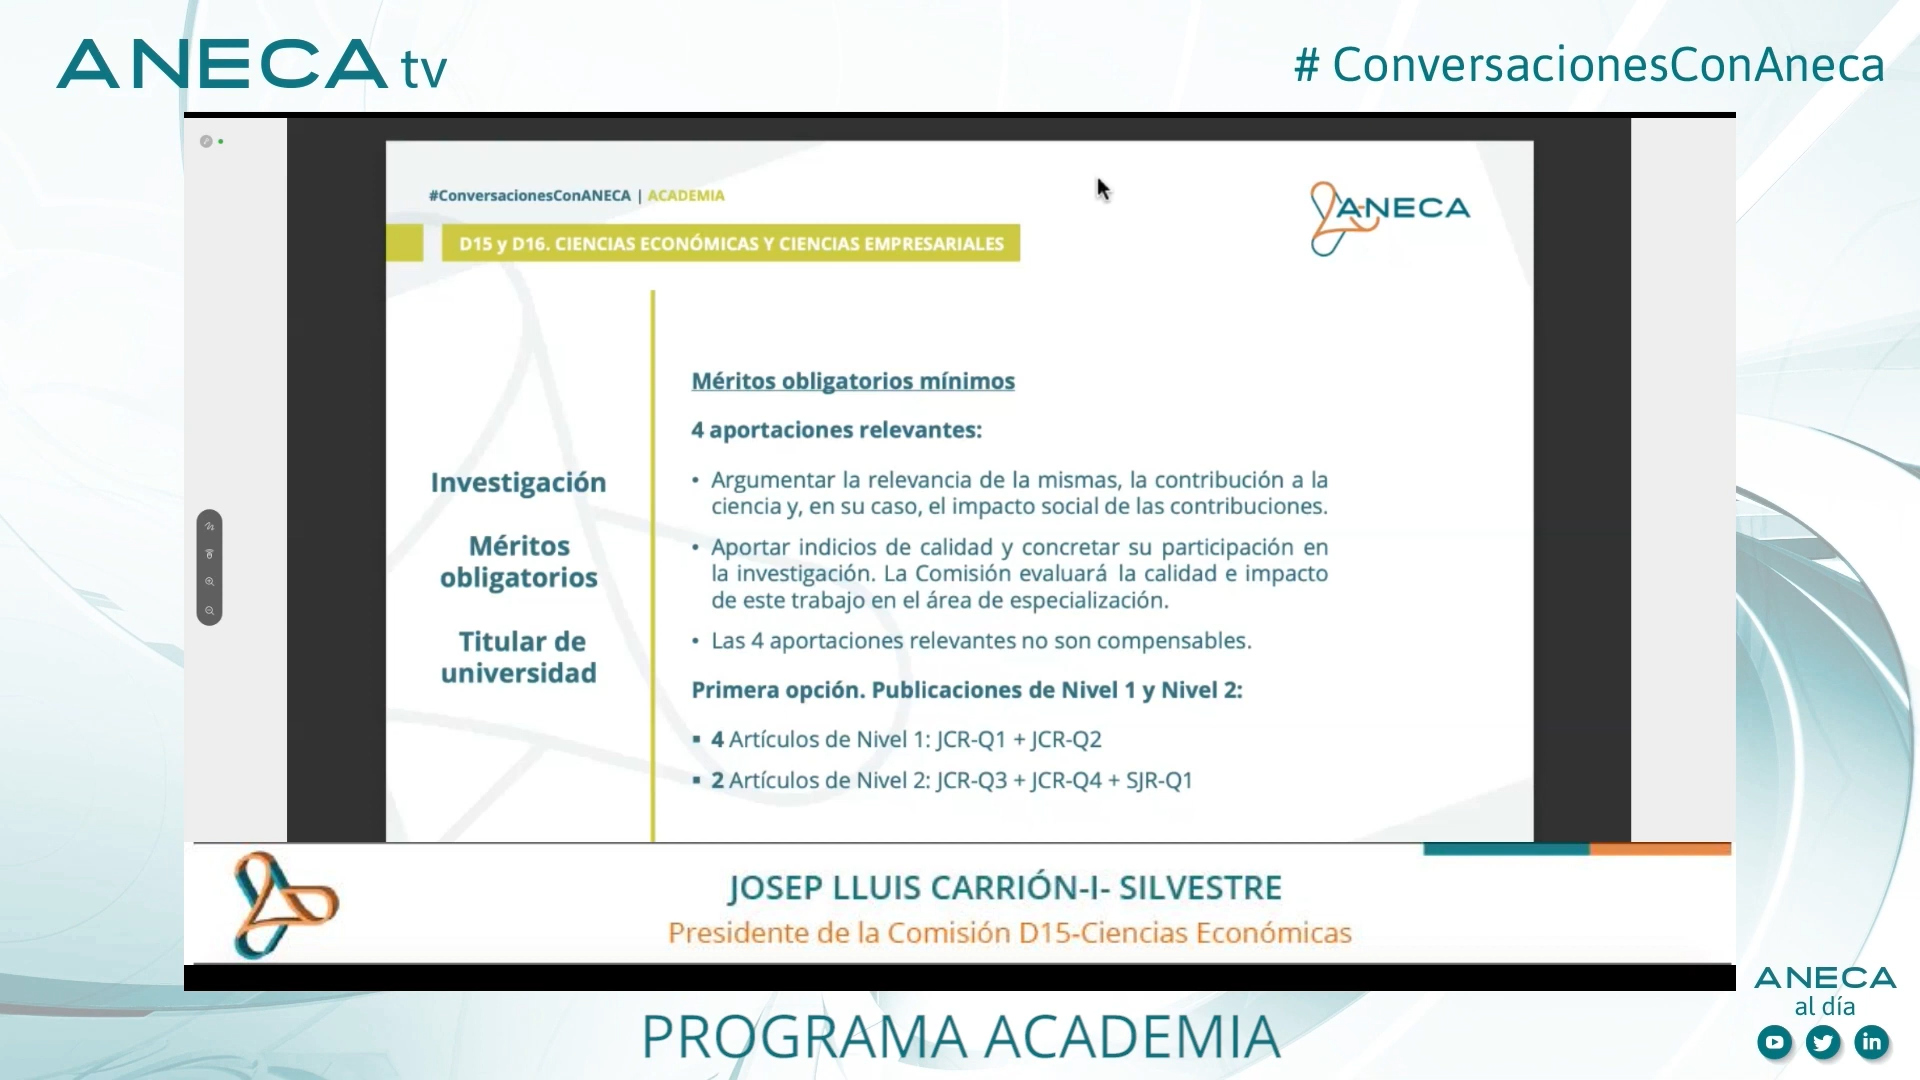 ANECA tv
# ConversacionesConAneca
#ConversacionesConANECA | ACADEMIA
ANECA
D15 y D16. CIENCIAS ECONÓMICAS Y CIENCIAS EMPRESARIALES
Investigación
Méritos
obligatorios
Titular de
universidad
Méritos obligatorios mínimos
4 aportaciones relevantes:
• Argumentar la relevancia de la mismas, la contribución a la
ciencia y, en su caso, el impacto social de las contribuciones.
• Aportar indicios de calidad y concretar su participación en
la investigación. La Comisión evaluará la calidad e impacto
de este trabajo en el área de especialización.
• Las 4 aportaciones relevantes no son compensables.
Primera opción. Publicaciones de Nivel 1 y Nivel 2:
▪ 4 Artículos de Nivel 1: JCR-Q1 + JCR-Q2
▪ 2 Artículos de Nivel 2: JCR-Q3 + JCR-Q4 + SJR-Q1
JOSEP LLUIS CARRIÓN-I- SILVESTRE
Presidente de la Comisión D15-Ciencias Económicas
PROGRAMA ACADEMIA
ANECA
al día
in